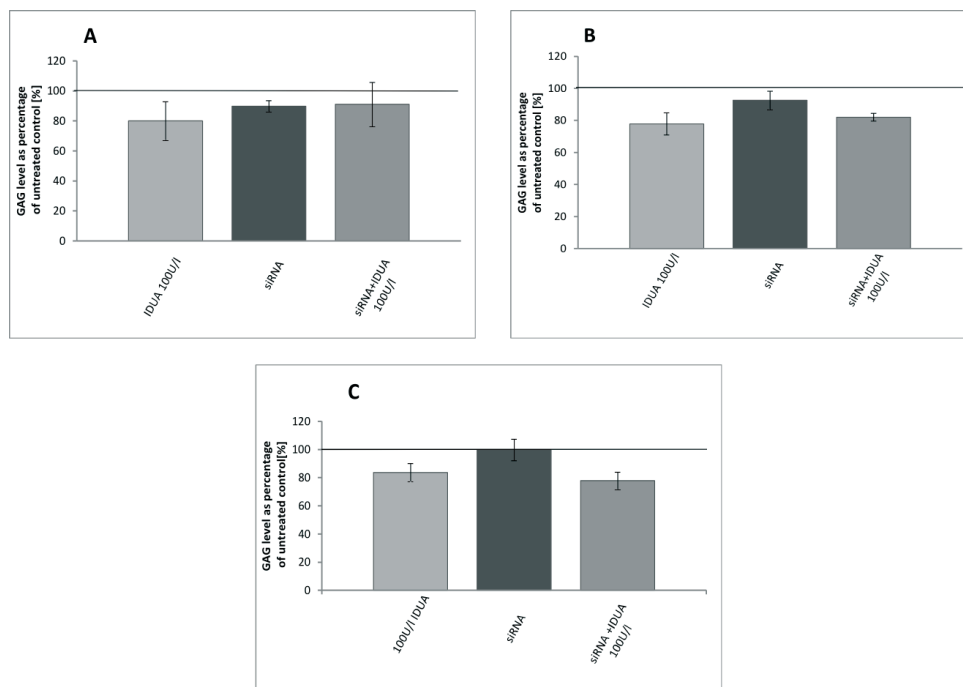 A
GAG level as percentage
of untreated control [%]
120
100
80
60
40
20
0
IDUA 100U/l
siRNA
siRNA+IDUA
100U/l
B
GAG level as percentage
of untreated control [%]
120
100
80
60
40
20
0
IDUA 100U/l
siRNA
siRNA+IDUA
100U/l
C
GAG level as percentage
of untreated control[%]
120
100
80
60
40
20
0
100U/l IDUA
siRNA
siRNA +IDUA
100U/l